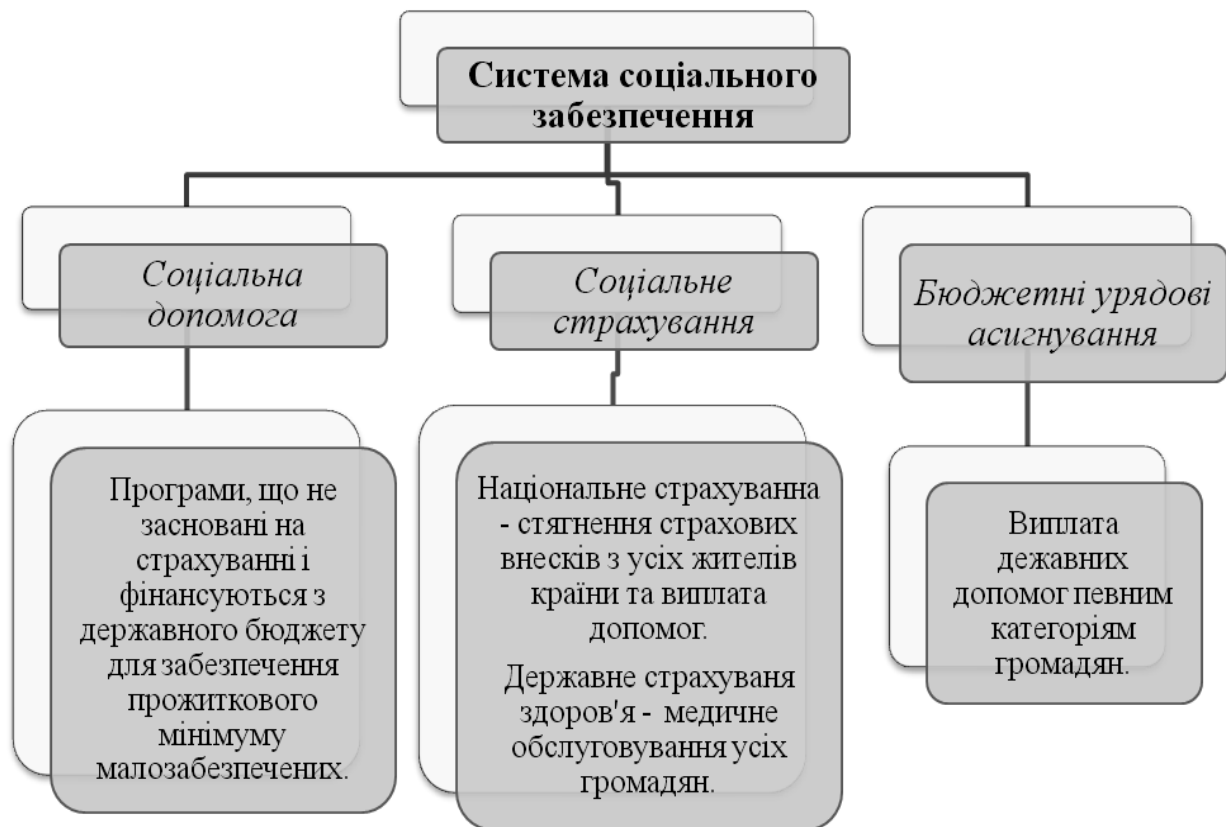 Система соціального
забезпечення
Соціальна
допомога
Соціальне
страхування
Бюджетні урядові
асигнування
Програми, що не
засновані на
страхуванні і
фінансуються з
державного бюджету
для забезпечення
прожиткового
мінімуму
малозабезпечених.
Національне страхуванна
- стягнення страхових
внесків з усіх жителів
країни та виплата
допомог.
Державне страхуваня
здоров'я - медичне
обслуговування усіх
громадян.
Виплата
дежавних
допомог певним
категоріям
громадян.